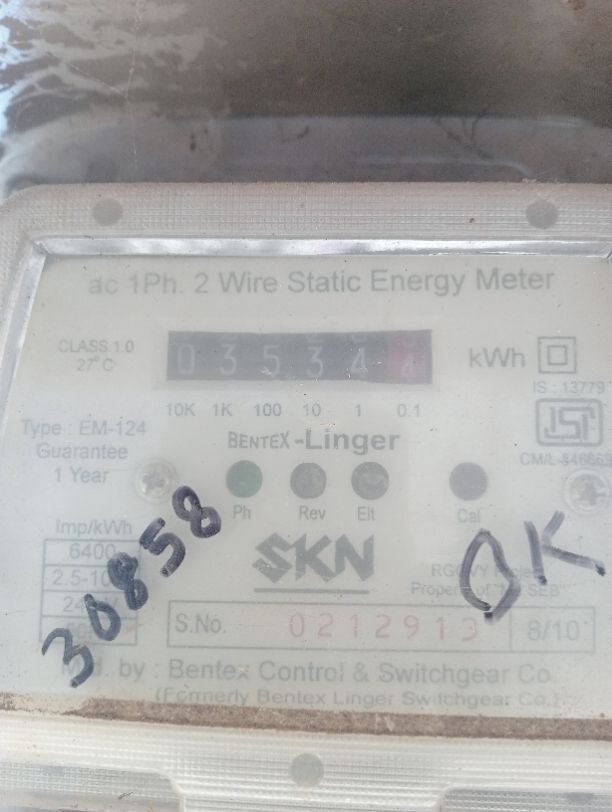 ac 1Ph. 2 Wire Static Energy Meter
CLASS 1.0
27°C
0 3 5 3 4
kWh
IS : 13779
10K 1K 100 10 1 0.1
Type : EM-124
Guarantee
1 Year
BENTEX-Linger
CM/L-
Ph Rev Elt Cal
Imp/kWh
6400
SKN
30858
OK
S.No. 0212913 8/10
by : Bentex Control & Switchgear Co.
(Formerly Bentex Linger Switchgear Co.)